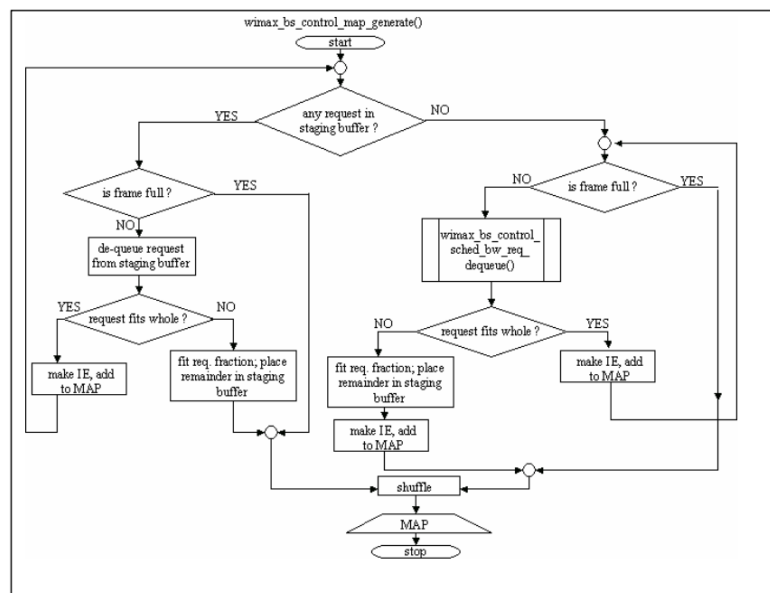 wimax_bs_control_map_generate()
start
any request in
staging buffer ?
YES
NO
is frame full ?
YES
NO
de-queue request
from staging buffer
request fits whole ?
YES
NO
make IE, add
to MAP
fit req. fraction; place
remainder in staging
buffer
is frame full ?
NO
YES
wimax_bs_control_
sched_bw_req_
dequeue()
request fits whole ?
NO
YES
fit req. fraction; place
remainder in staging
buffer
make IE, add
to MAP
make IE, add
to MAP
shuffle
MAP
stop